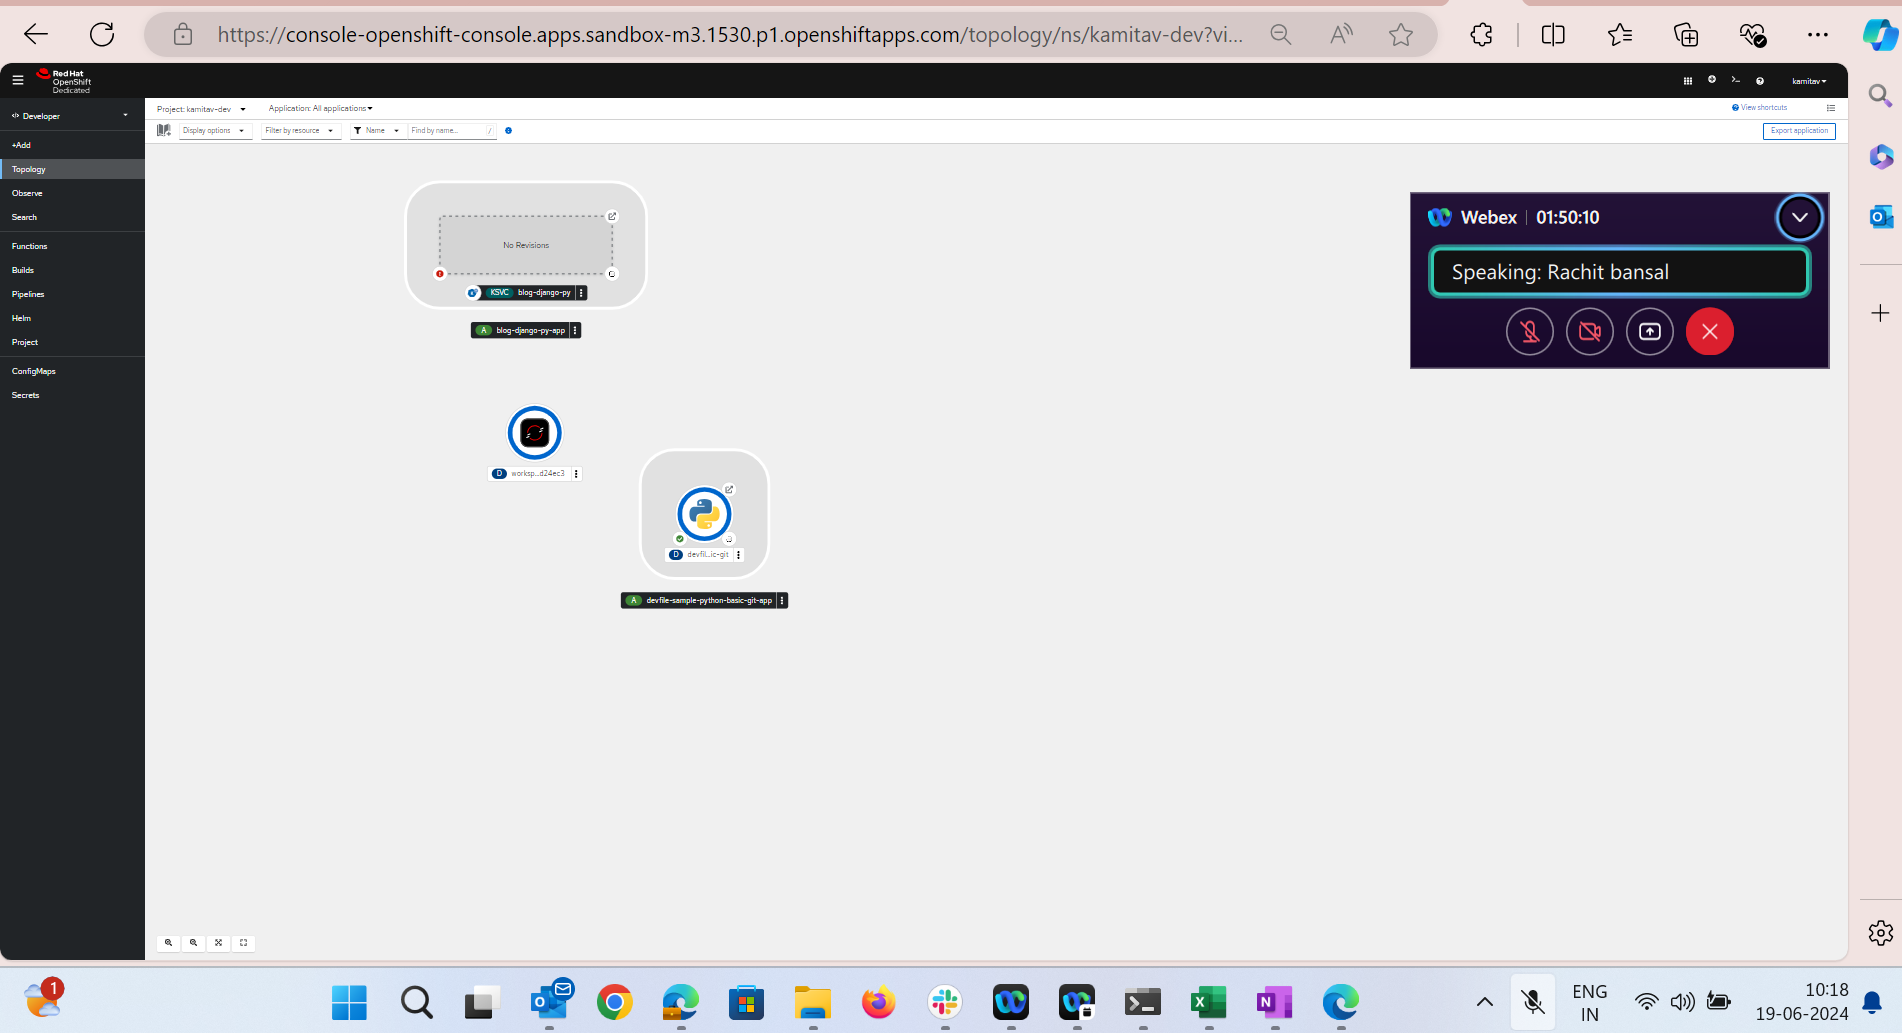 https://console-openshift-console.apps.sandbox-m3.1530.p1.openshiftapps.com/topology/ns/kamitav-dev?vi...
Red Hat
OpenShift
Dedicated
kamitav
Developer
+Add
Topology
Observe
Search
Functions
Builds
Pipelines
Helm
Project
ConfigMaps
Secrets
Project: kamitav-dev
Application: All applications
View shortcuts
Display options
Filter by resource
Name
Find by name...
/
Export application
No Revisions
KSVC blog-django-py
A blog-django-py-app
D worksp...d24ec3
D devfil...ic-git
A devfile-sample-python-basic-git-app
Webex 01:50:10
Speaking: Rachit bansal
1
ENG
IN
10:18
19-06-2024